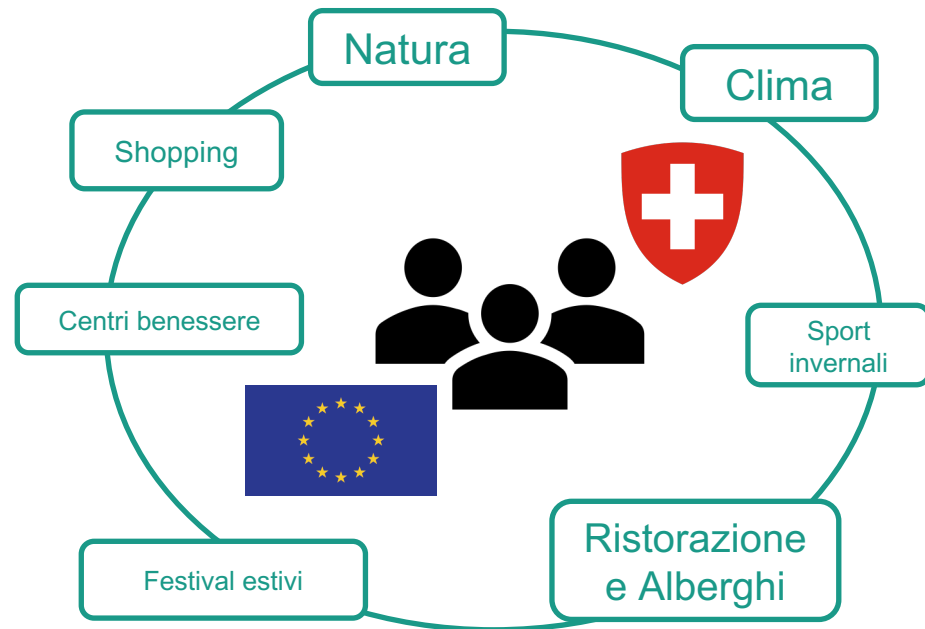 Natura
Clima
Shopping
Centri benessere
Sport
invernali
Ristorazione
e Alberghi
Festival estivi